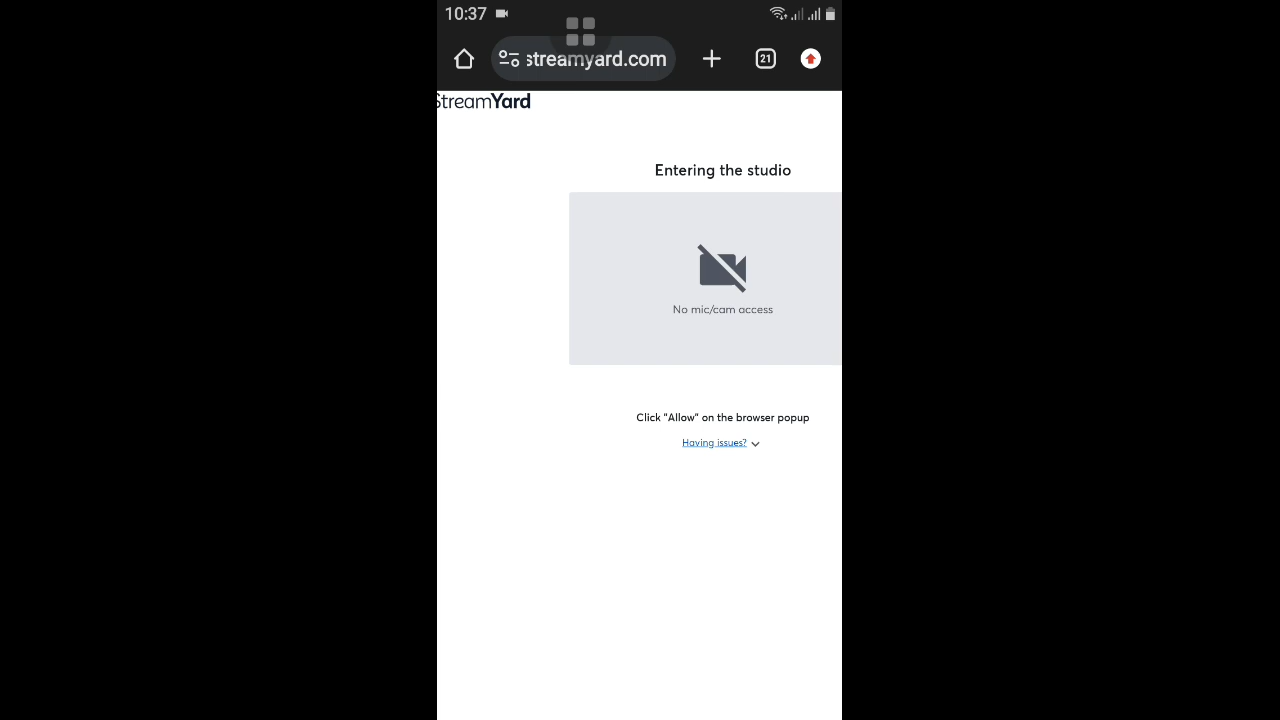 10:37
streamyard.com
21
StreamYard
Entering the studio
No mic/cam access
Click "Allow" on the browser popup
Having issues?